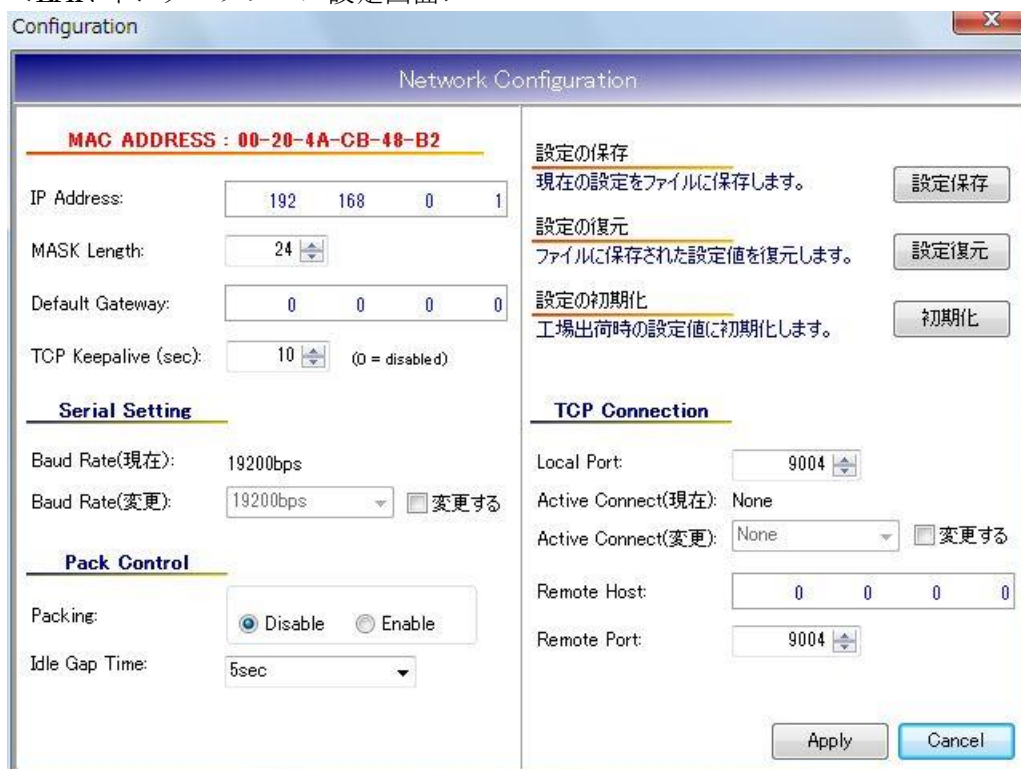 Configuration
Network Configuration
MAC ADDRESS : 00-20-4A-CB-48-B2
IP Address: 192 168 0 1
MASK Length: 24
Default Gateway: 0 0 0 0
TCP Keepalive (sec): 10 (0 = disabled)
Serial Setting
Baud Rate(現在): 19200bps
Baud Rate(変更): 19200bps 変更する
Pack Control
Packing: Disable Enable
Idle Gap Time: 5sec
設定の保存
現在の設定をファイルに保存します。 設定保存
設定の復元
ファイルに保存された設定値を復元します。 設定復元
設定の初期化
工場出荷時の設定値に初期化します。 初期化
TCP Connection
Local Port: 9004
Active Connect(現在): None
Active Connect(変更): None 変更する
Remote Host: 0 0 0 0
Remote Port: 9004
Apply Cancel